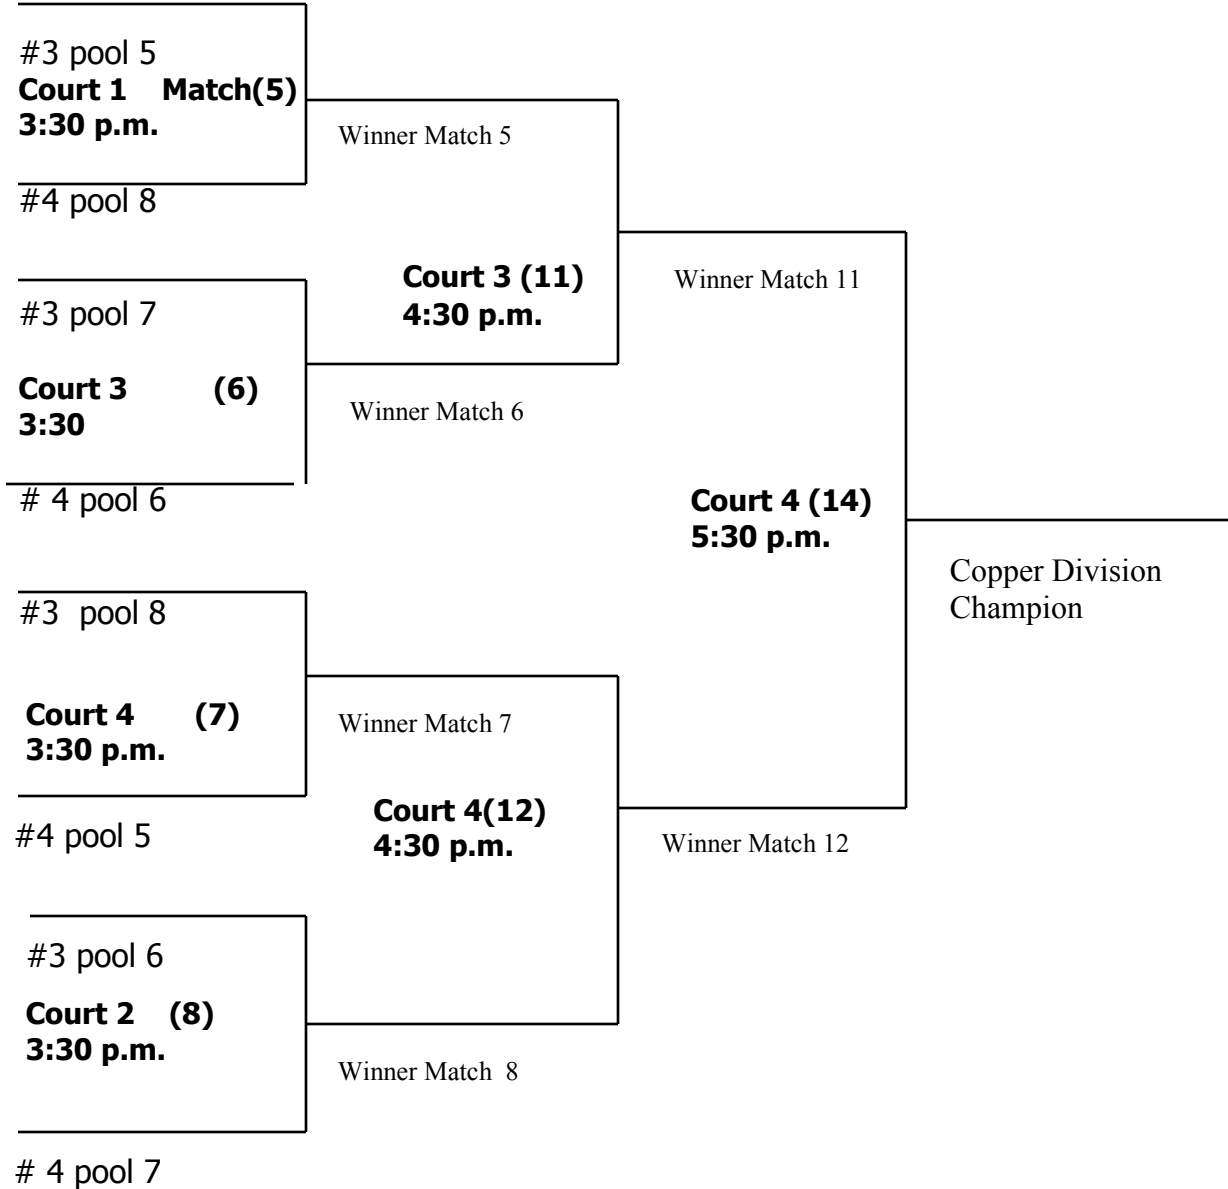 #3 pool 5
Court 1 Match(5)
3:30 p.m.
Winner Match 5
#4 pool 8
Court 3 (11)
4:30 p.m.
Winner Match 11
#3 pool 7
Court 3 (6)
3:30
Winner Match 6
# 4 pool 6
Court 4 (14)
5:30 p.m.
Copper Division
Champion
#3 pool 8
Court 4 (7)
3:30 p.m.
Winner Match 7
Court 4(12)
4:30 p.m.
Winner Match 12
#4 pool 5
#3 pool 6
Court 2 (8)
3:30 p.m.
Winner Match 8
# 4 pool 7